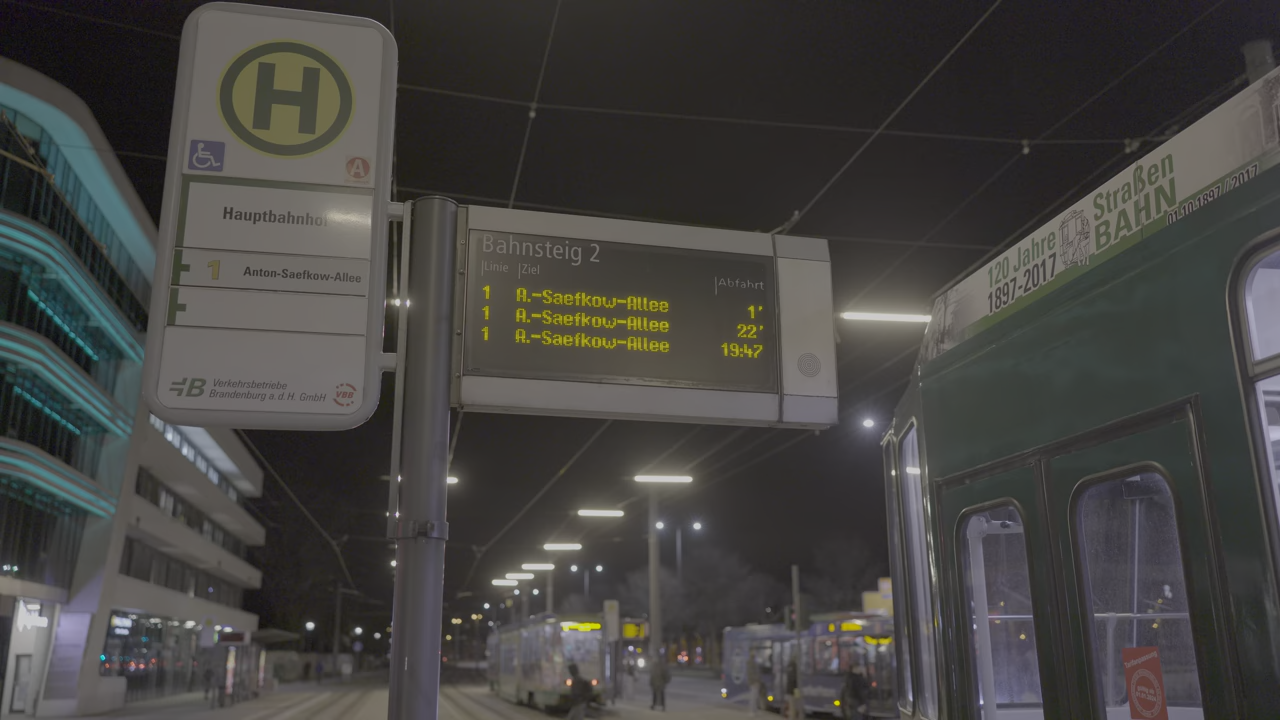 H
A
Hauptbahnhof
1 Anton-Saefkow-Allee
B Verkehrsbetriebe
Brandenburg a.d. H. GmbH
VBB
Bahnsteig 2
Linie Ziel Abfahrt
1 A.-Saefkow-Allee 1'
1 A.-Saefkow-Allee 22'
1 A.-Saefkow-Allee 19:47
120 Jahre
1897-2017
Straßen
BAHN
01.10.1897 / 2017